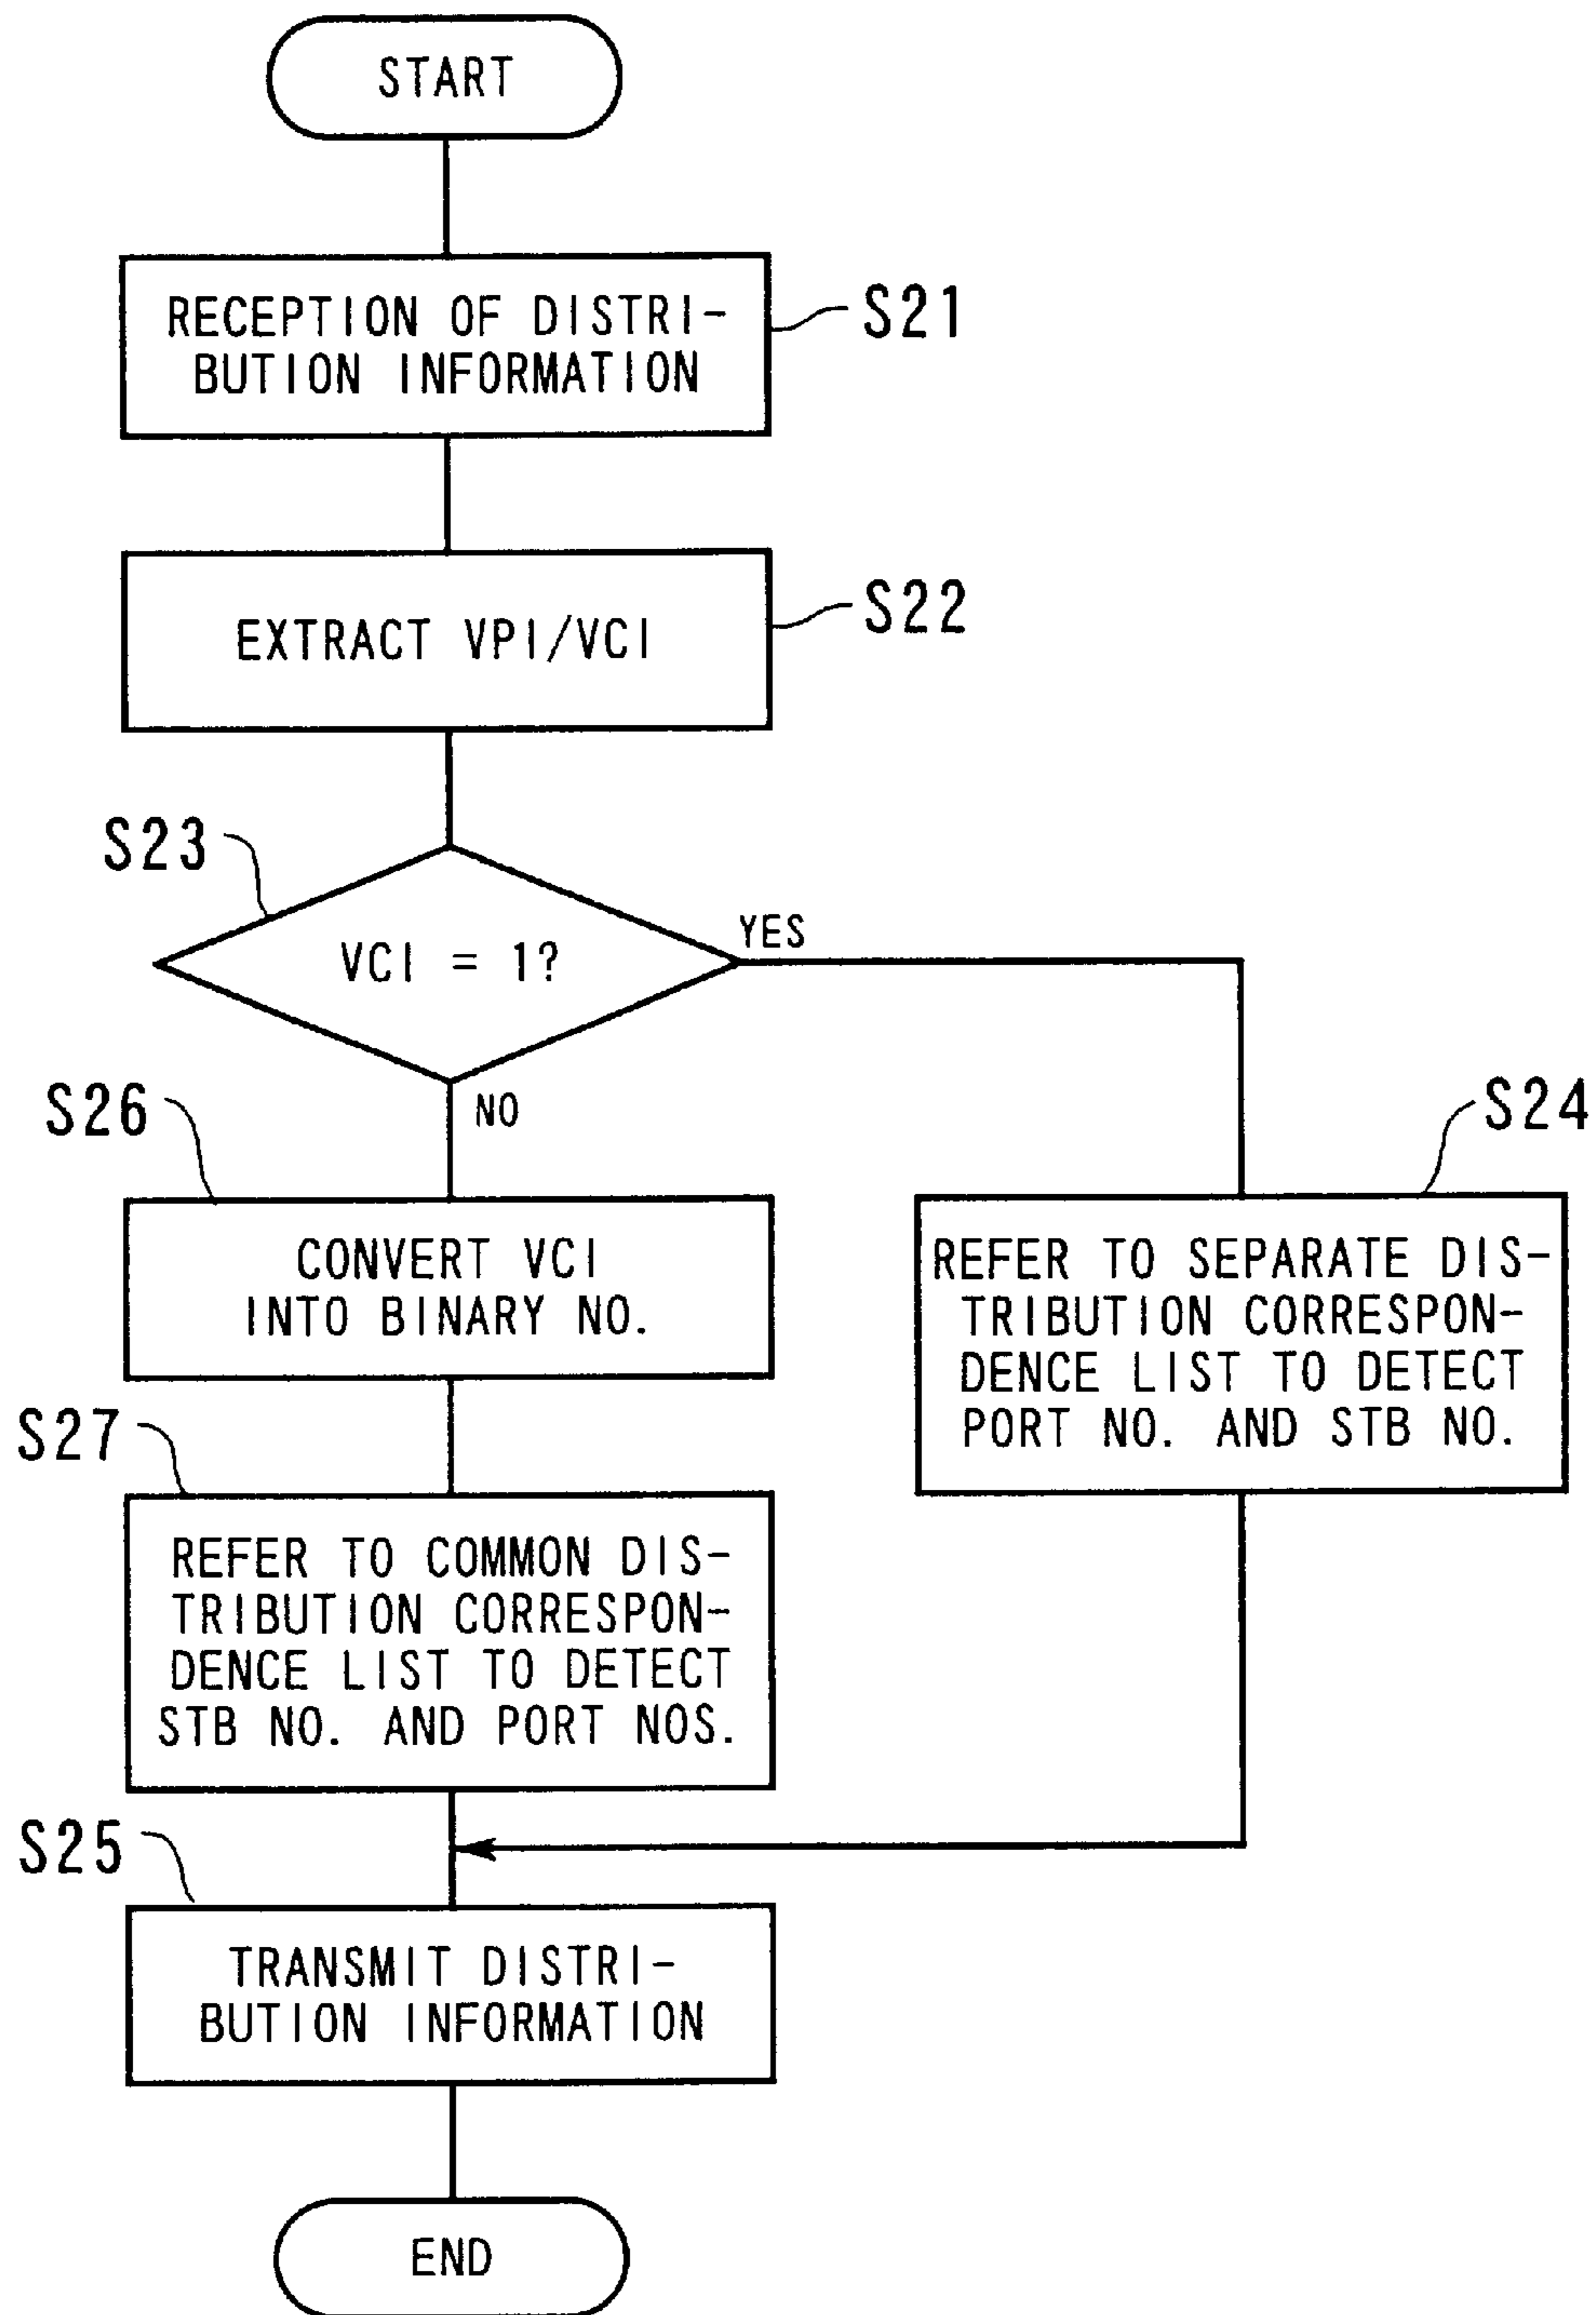 START
RECEPTION OF DISTRI-
BUTION INFORMATION
S21
EXTRACT VPI/VCI
S22
S23
VCI = 1?
YES
NO
S26
CONVERT VCI
INTO BINARY NO.
S24
REFER TO SEPARATE DIS-
TRIBUTION CORRESPON-
DENCE LIST TO DETECT
PORT NO. AND STB NO.
S27
REFER TO COMMON DIS-
TRIBUTION CORRESPON-
DENCE LIST TO DETECT
STB NO. AND PORT NOS.
S25
TRANSMIT DISTRI-
BUTION INFORMATION
END